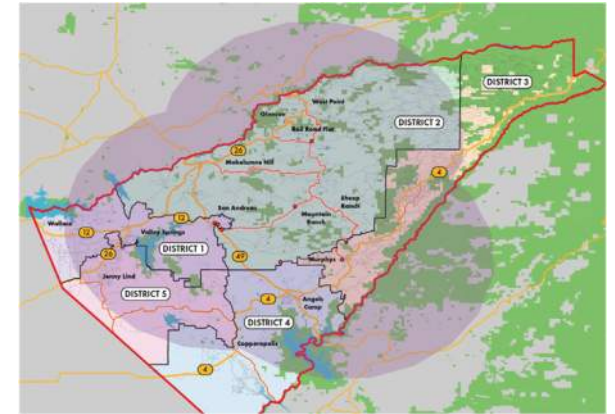 DISTRICT 3
West Point
Glencoe
DISTRICT 2
Rail Road Flat
26
Mokelumne Hill
4
Sheep
Ranch
San Andreas
12
Mountain
Ranch
Wallace
12
Valley Springs
DISTRICT 1
26
49
Murphys
Jenny Lind
DISTRICT 5
4
Angels
Camp
DISTRICT 4
Copperopolis
4